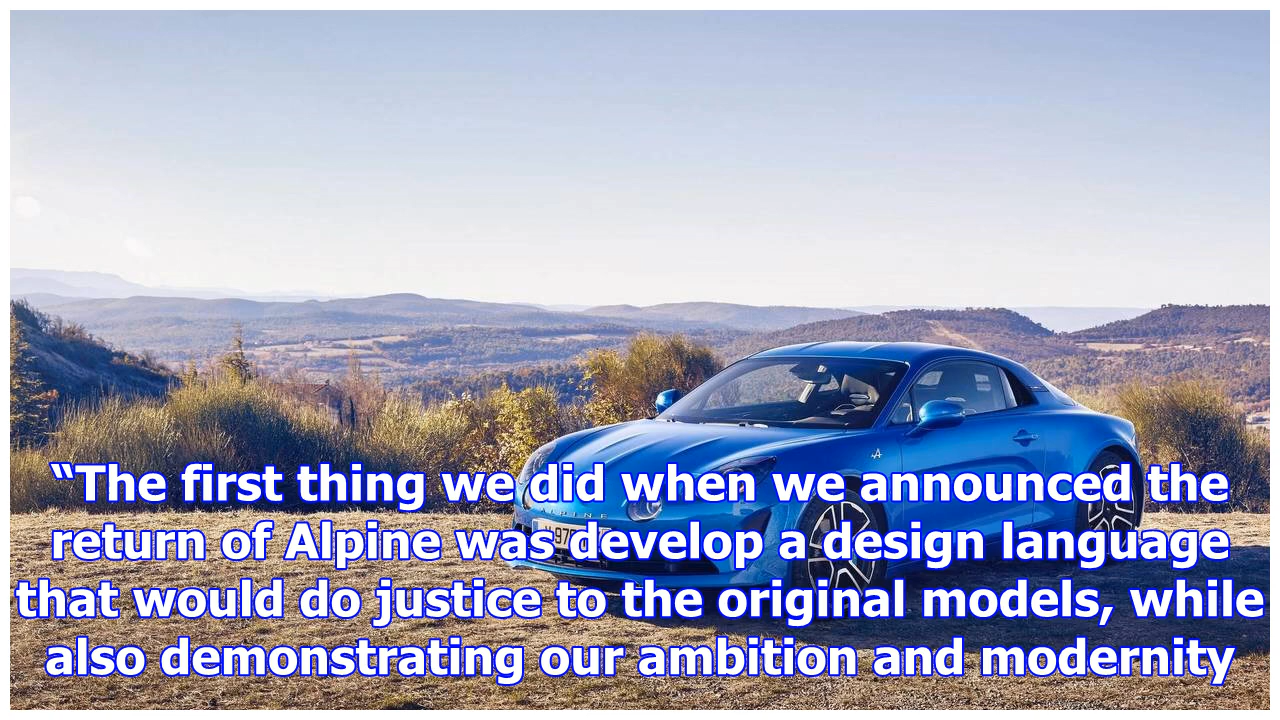 “The first thing we did when we announced the
return of Alpine was develop a design language
that would do justice to the original models, while
also demonstrating our ambition and modernity
ALPINE